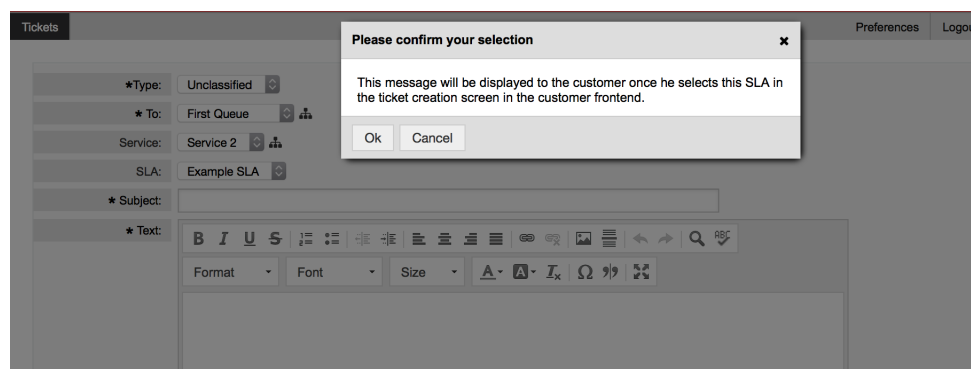 Tickets
Preferences
Please confirm your selection
This message will be displayed to the customer once he selects this SLA in
the ticket creation screen in the customer frontend.
Ok Cancel
*Type: Unclassified
* To: First Queue
Service: Service 2
SLA: Example SLA
* Subject:
* Text:
B I U S ABC
Format Font Size A A Ix Ω